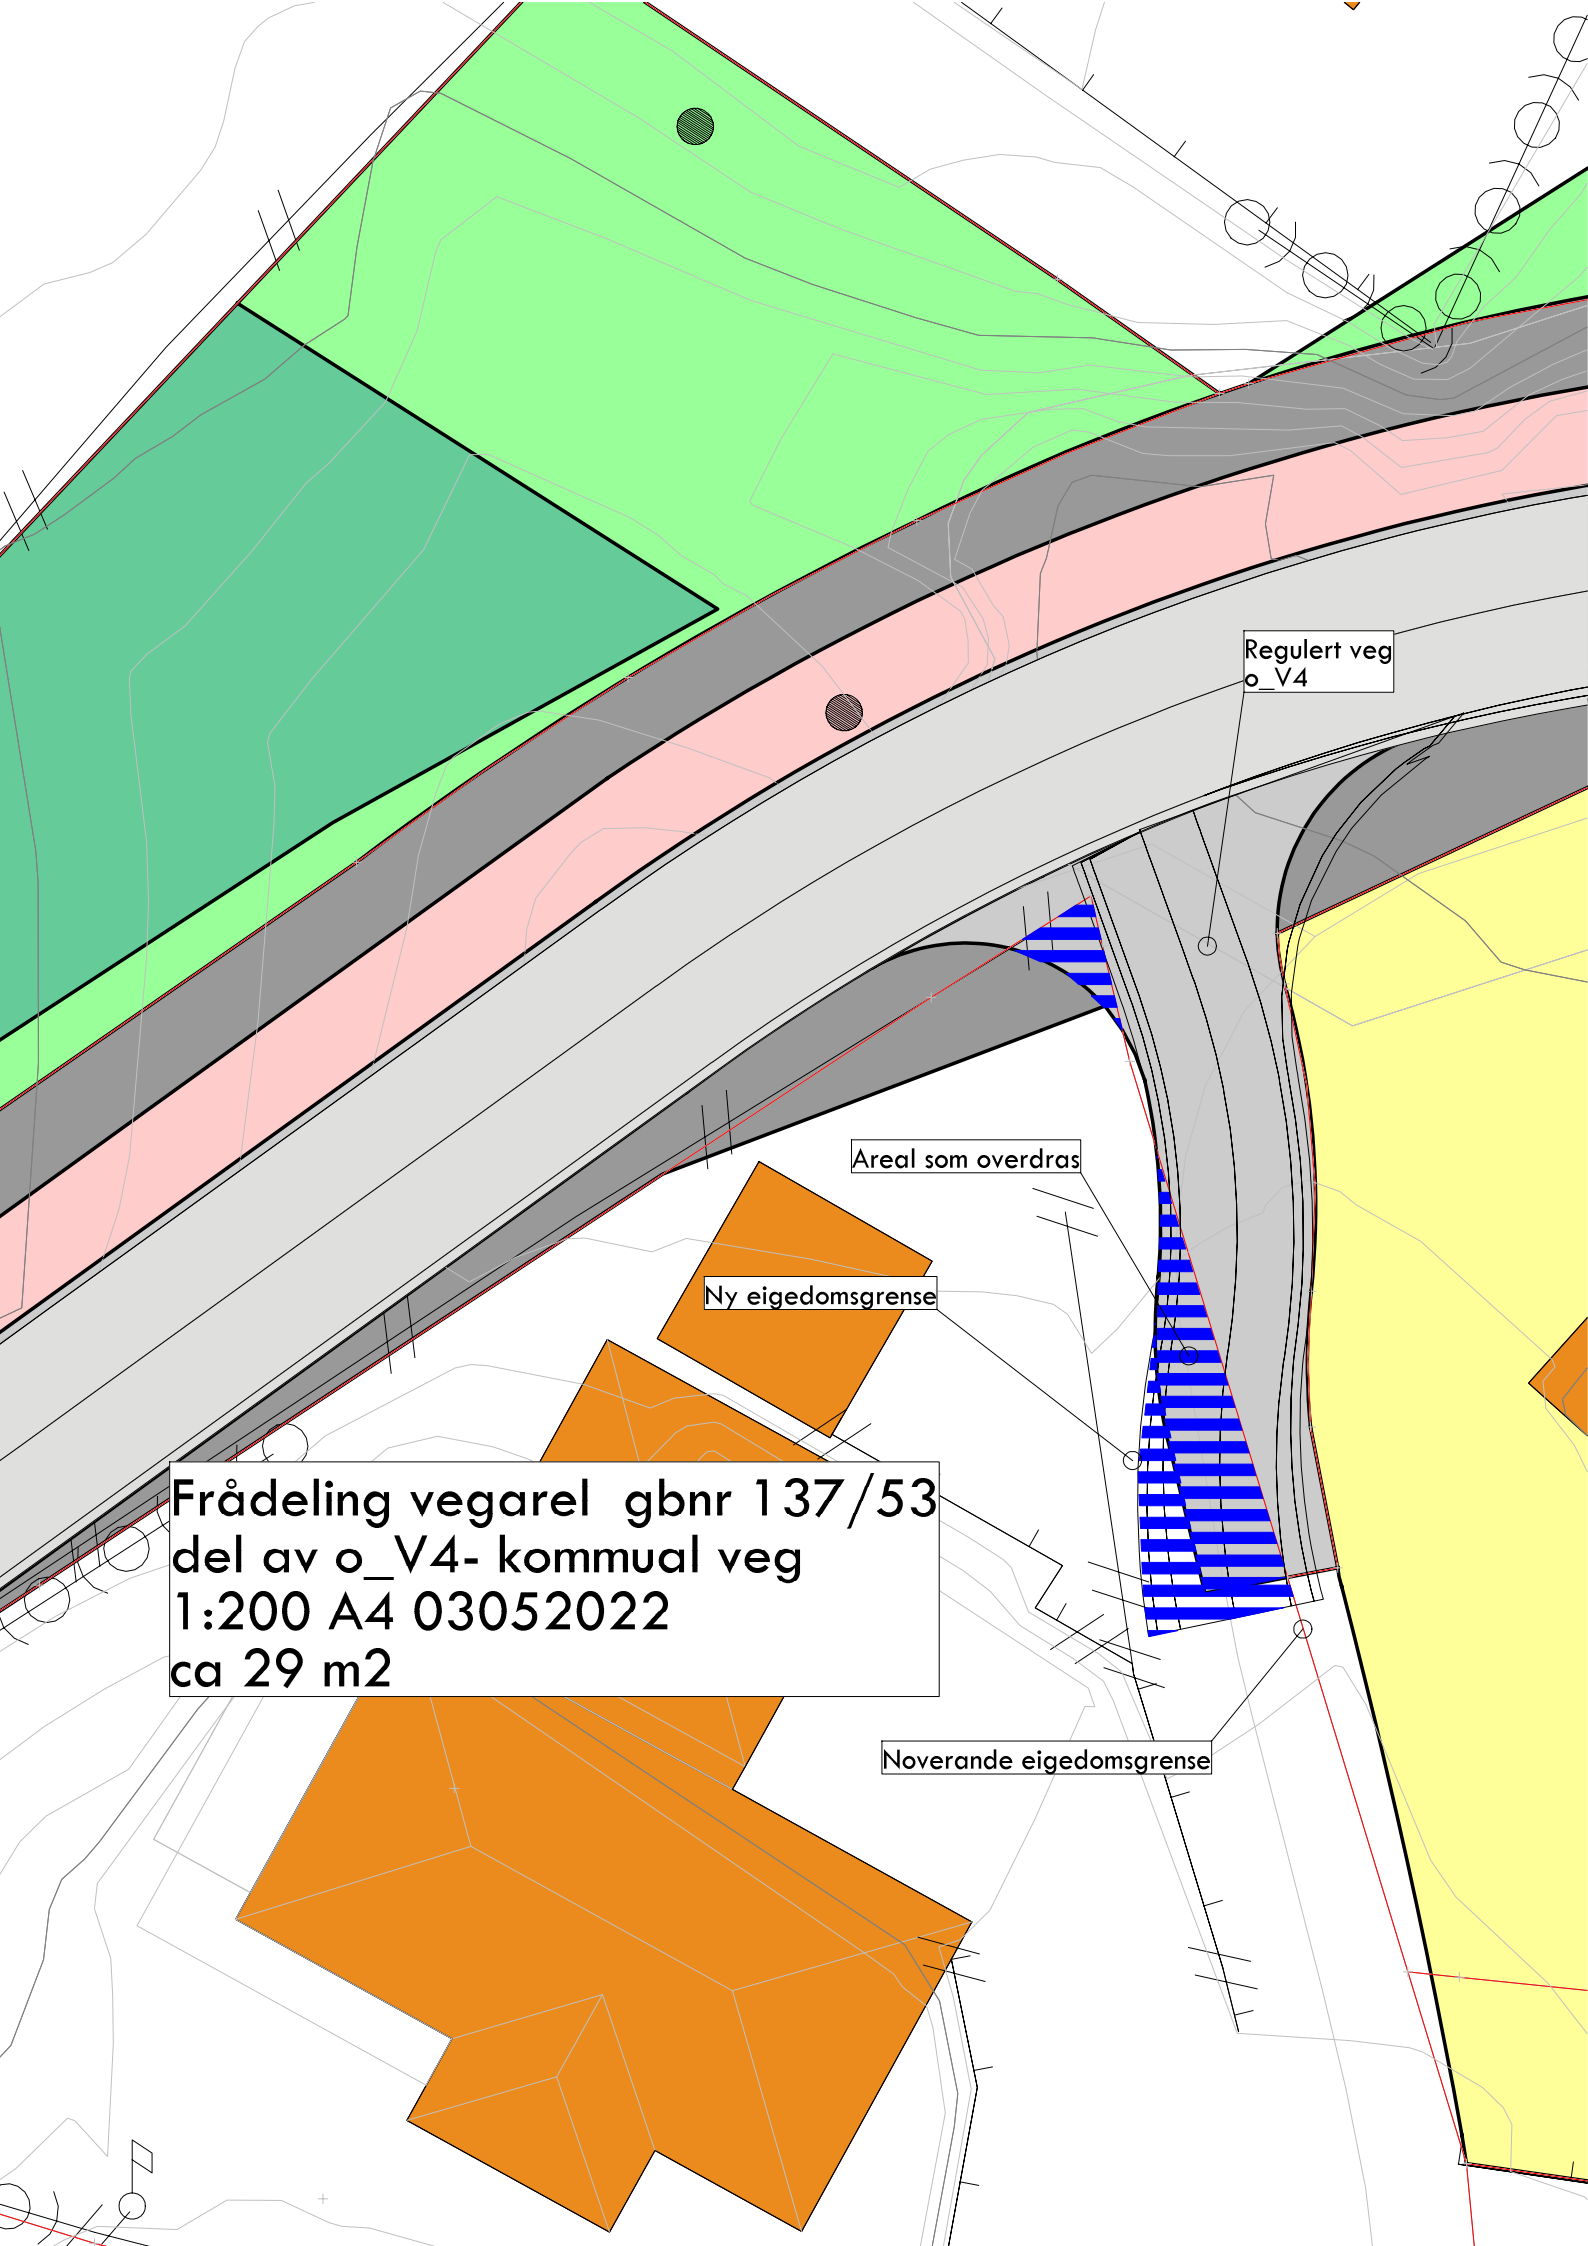 Regulert veg
o_V4
Areal som overdras
Ny eigedomsgrense
Frådeling vegarel gbnr 137/53
del av o_V4- kommual veg
1:200 A4 03052022
ca 29 m2
Noverande eigedomsgrense